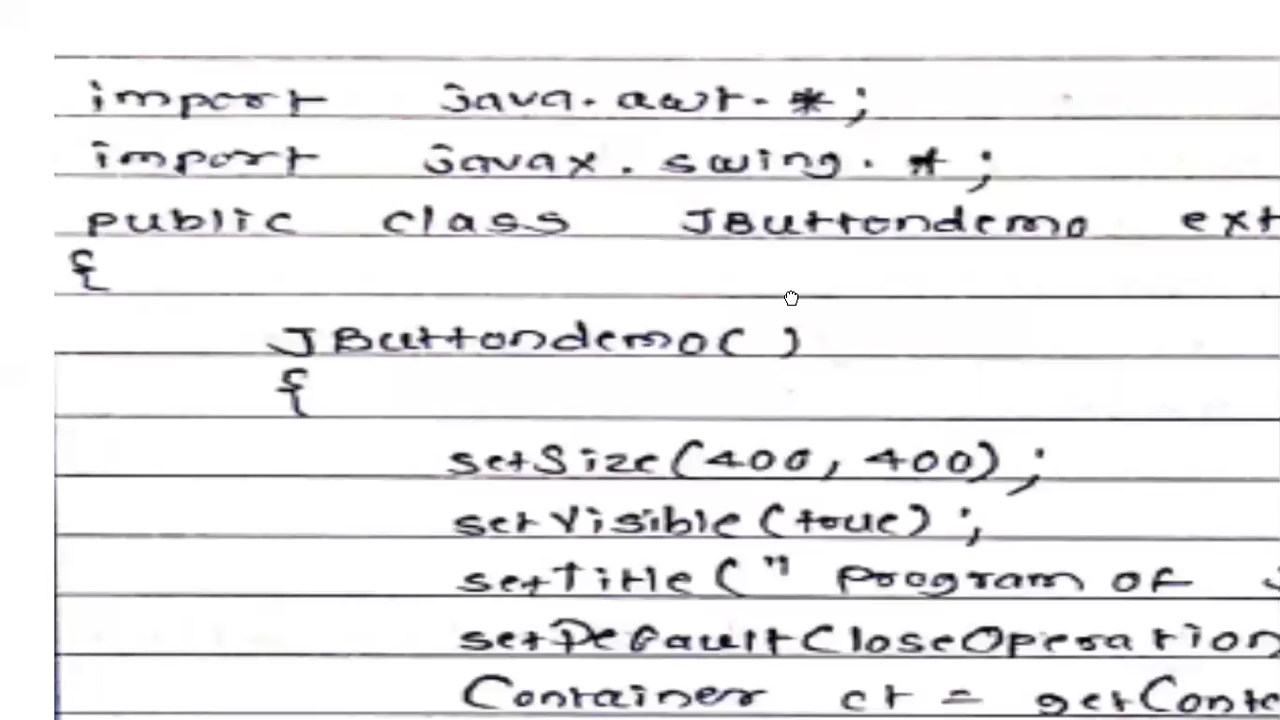 import java.awt.*;
import javax.swing.*;
public class JButtondemo ext
{
JButtondemo()
{
setSize(400, 400);
setVisible(true);
setTitle(" Program of J
setDefaultCloseOperation
Container ct = getConte